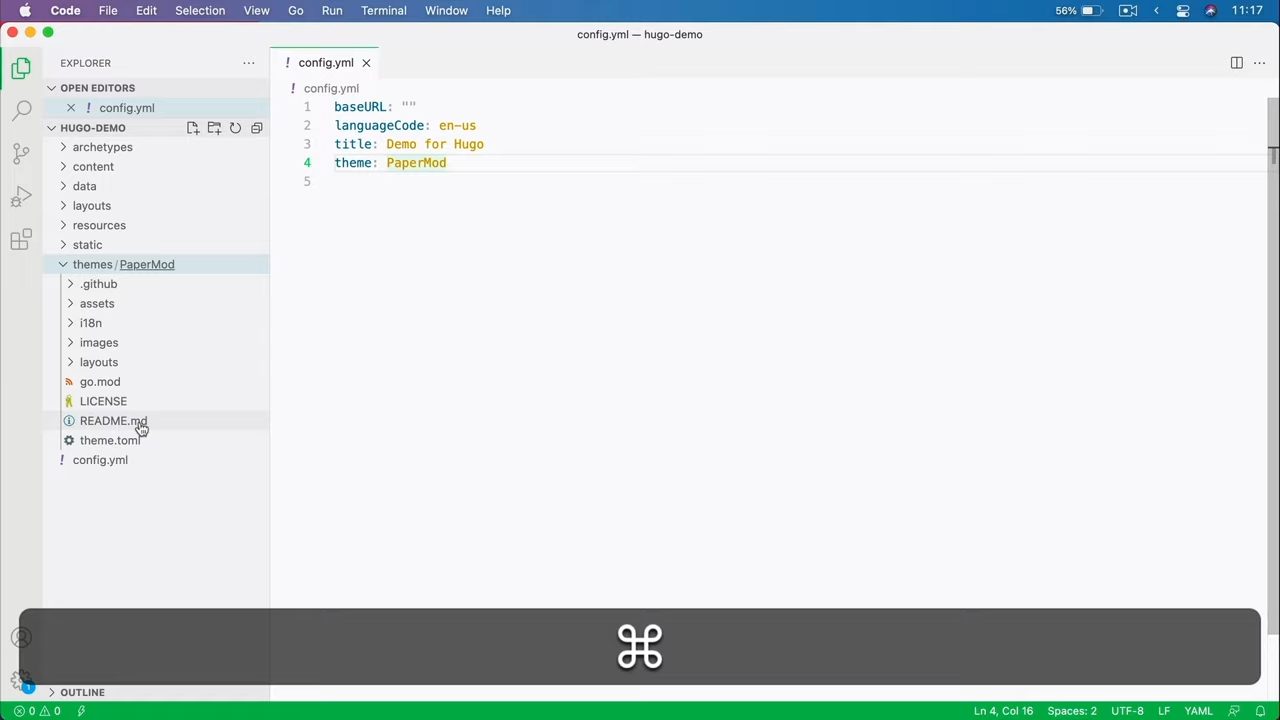 Code File Edit Selection View Go Run Terminal Window Help 56% 11:17
config.yml — hugo-demo
EXPLORER
OPEN EDITORS
config.yml
HUGO-DEMO
archetypes
content
data
layouts
resources
static
themes/PaperMod
.github
assets
i18n
images
layouts
go.mod
LICENSE
README.md
theme.toml
config.yml
OUTLINE
config.yml
config.yml
1 baseURL: ""
2 languageCode: en-us
3 title: Demo for Hugo
4 theme: PaperMod
5
⌘
1
0 0 Ln 4, Col 16 Spaces: 2 UTF-8 LF YAML